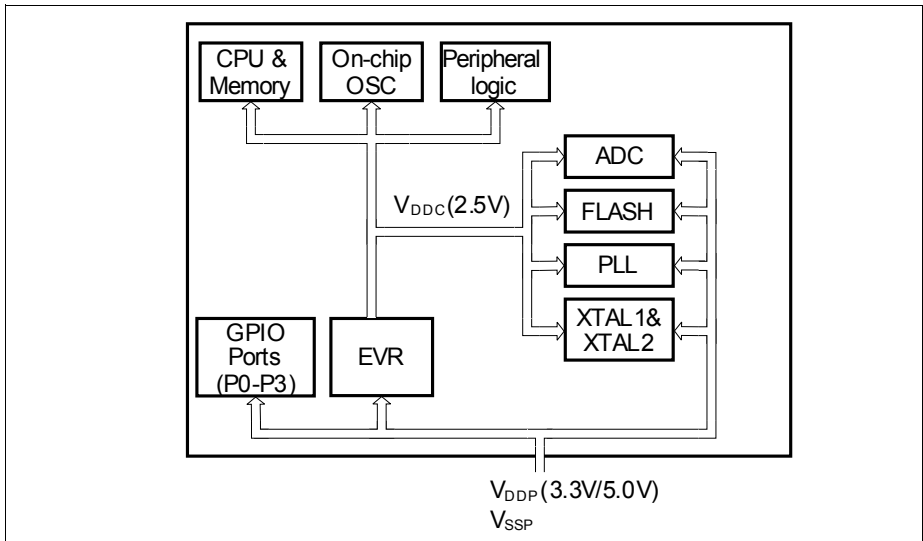 CPU &
Memory
On-chip
OSC
Peripheral
logic
ADC
VDDC (2.5V)
FLASH
PLL
XTAL1&
XTAL2
GPIO
Ports
(P0-P3)
EVR
VDDP (3.3V/5.0V)
VSSP